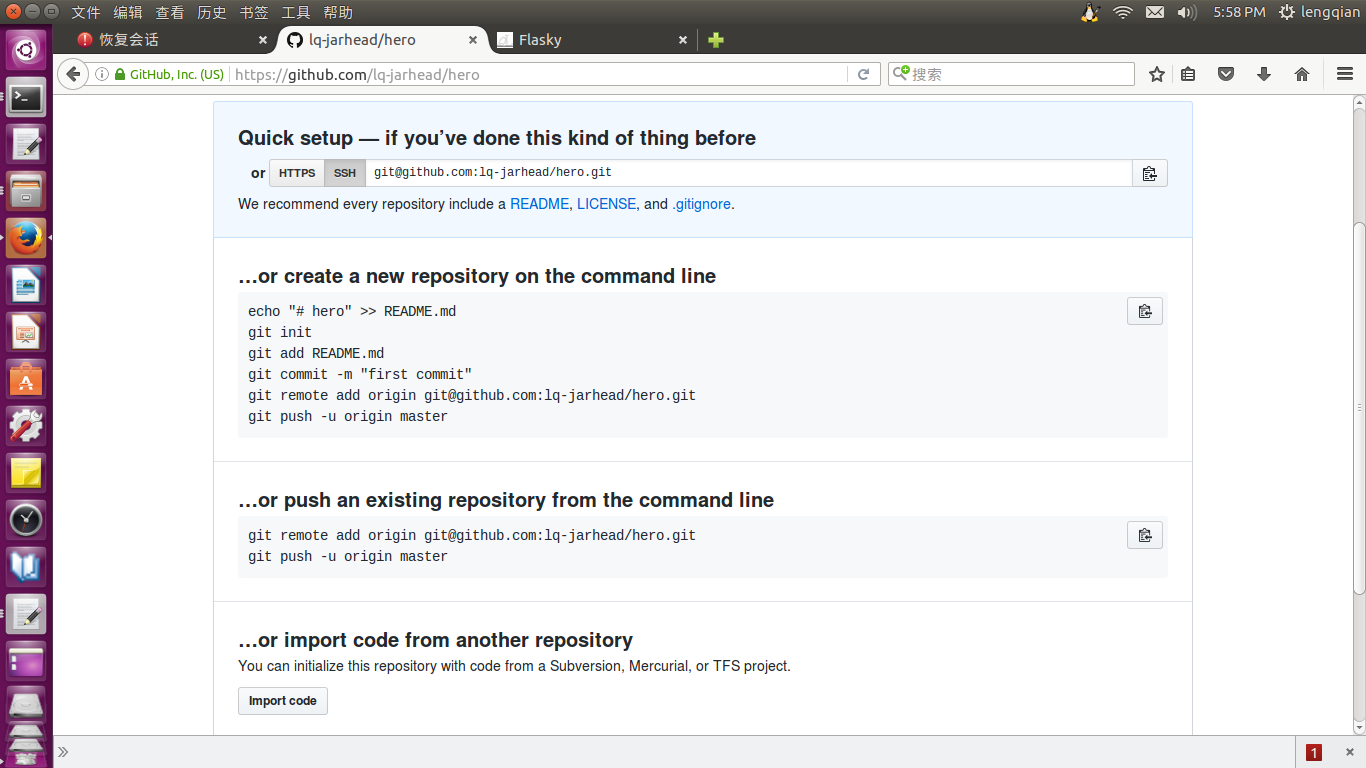 文件 编辑 查看 历史 书签 工具 帮助
5:58 PM lengqian
恢复会话
lq-jarhead/hero
Flasky
GitHub, Inc. (US) https://github.com/lq-jarhead/hero
搜索
Quick setup — if you’ve done this kind of thing before
or HTTPS SSH git@github.com:lq-jarhead/hero.git
We recommend every repository include a README, LICENSE, and .gitignore.
…or create a new repository on the command line
echo "# hero" >> README.md
git init
git add README.md
git commit -m "first commit"
git remote add origin git@github.com:lq-jarhead/hero.git
git push -u origin master
…or push an existing repository from the command line
git remote add origin git@github.com:lq-jarhead/hero.git
git push -u origin master
…or import code from another repository
You can initialize this repository with code from a Subversion, Mercurial, or TFS project.
Import code
1